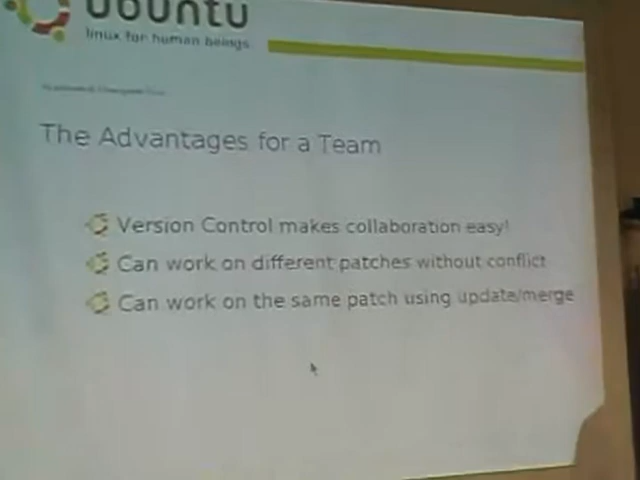 ubuntu
linux for human beings
The Advantages for a Team
Version Control makes collaboration easy!
Can work on different patches without conflict
Can work on the same patch using update/merge